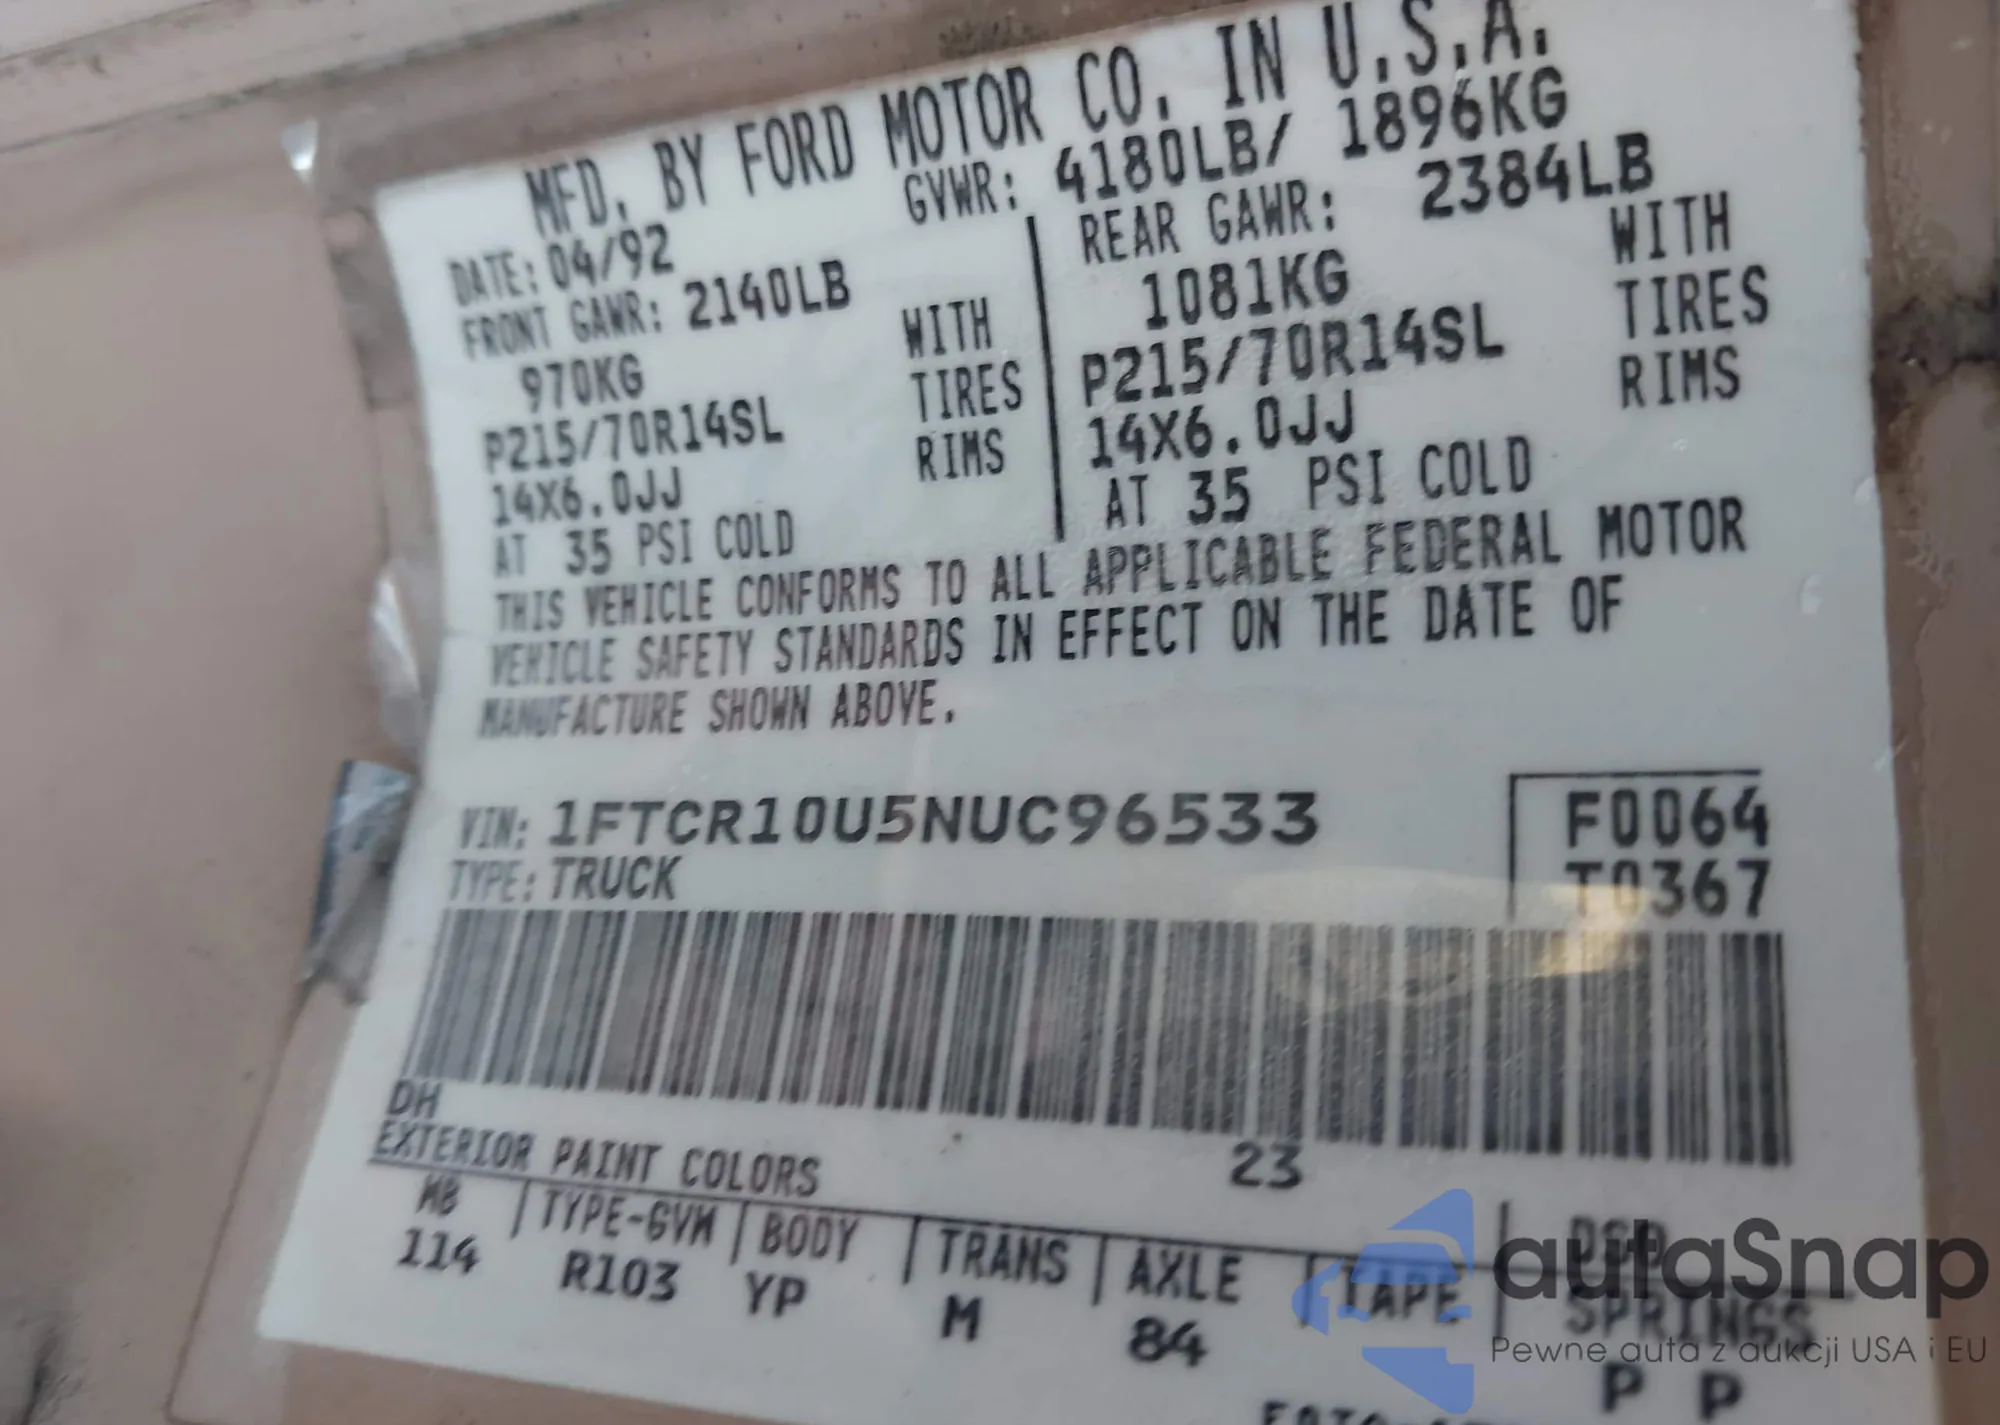 MFD. BY FORD MOTOR CO. IN U.S.A.
DATE: 04/92 GVWR: 4180LB/ 1896KG
FRONT GAWR: 2140LB REAR GAWR: 2384LB
970KG WITH 1081KG WITH
P215/70R14SL TIRES P215/70R14SL TIRES
14X6.0JJ RIMS 14X6.0JJ RIMS
AT 35 PSI COLD AT 35 PSI COLD
THIS VEHICLE CONFORMS TO ALL APPLICABLE FEDERAL MOTOR
VEHICLE SAFETY STANDARDS IN EFFECT ON THE DATE OF
MANUFACTURE SHOWN ABOVE.
VIN: 1FTCR10U5NUC96533 F0064
TYPE: TRUCK T0367
DH
EXTERIOR PAINT COLORS 23
WB TYPE-GVM BODY TRANS AXLE TAPE DSO
SPRINGS
114 R103 YP M 84 P P
autaSnap
Pewne auta z aukcji USA i EU